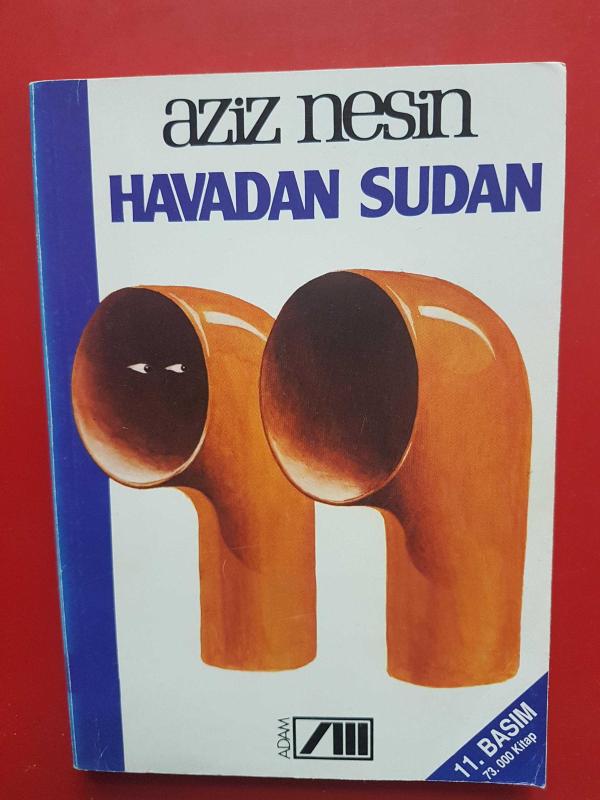 aziz nesin
HAVADAN SUDAN
ADAM
11. BASIM
73.000 Kitap